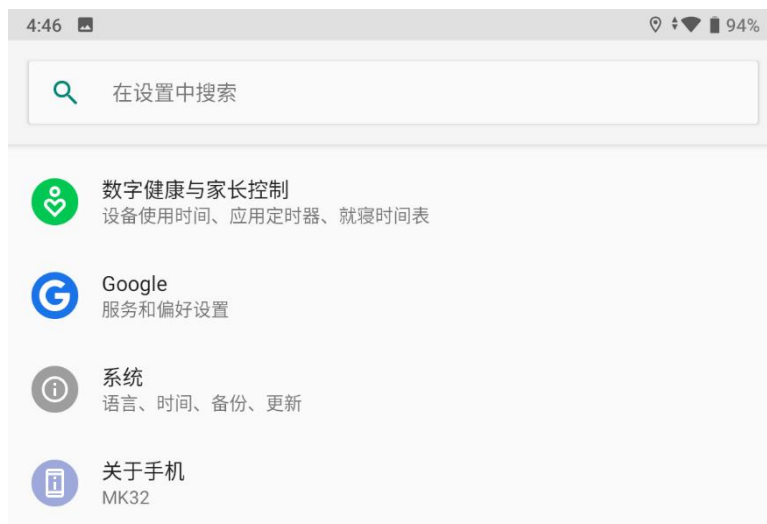 4:46 94%
在设置中搜索
数字健康与家长控制
设备使用时间、应用定时器、就寝时间表
Google
服务和偏好设置
系统
语言、时间、备份、更新
关于手机
MK32